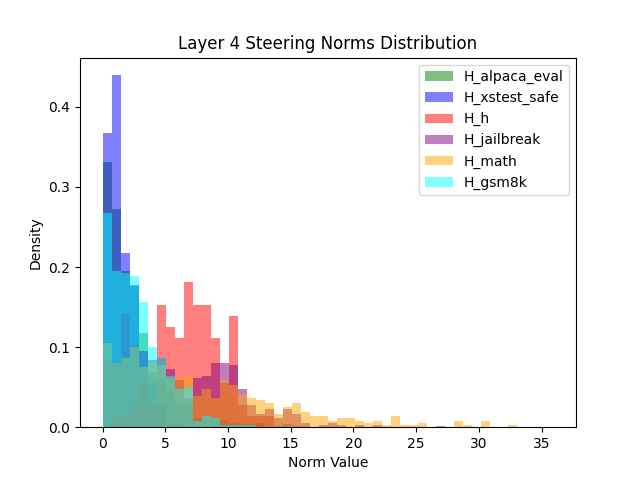 Layer 4 Steering Norms Distribution
H_alpaca_eval
H_xstest_safe
H_h
H_jailbreak
H_math
H_gsm8k
Density
0.4
0.3
0.2
0.1
0.0
0 5 10 15 20 25 30 35
Norm Value